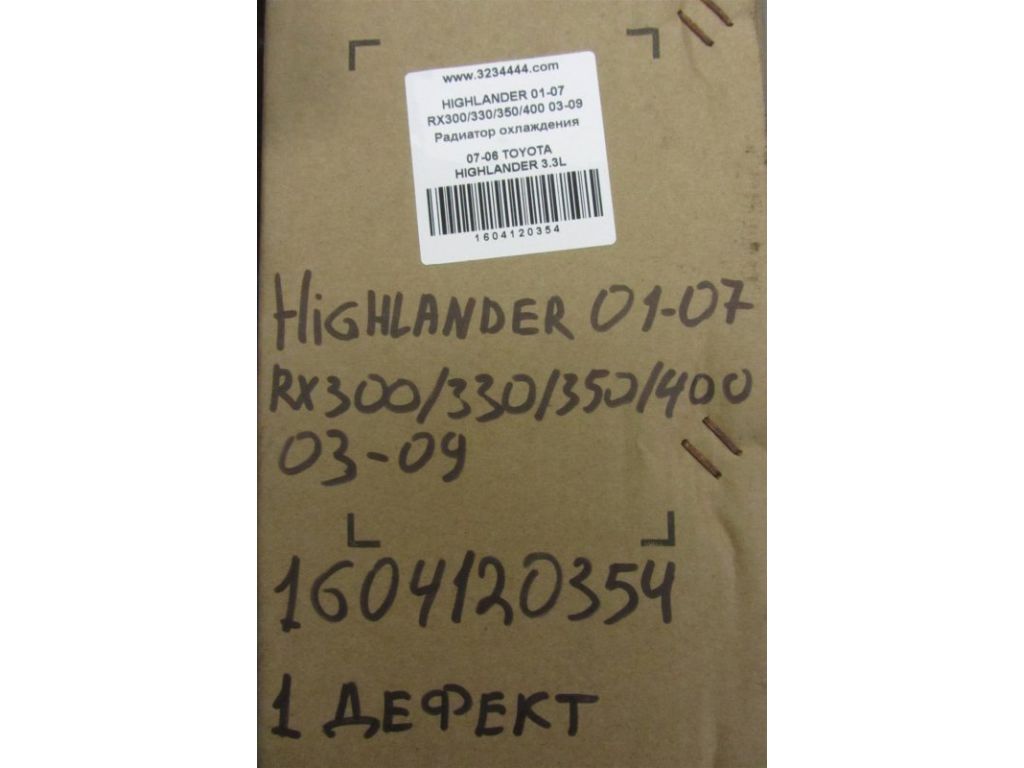 www.3234444.com
HIGHLANDER 01-07
RX300/330/350/400 03-09
Радиатор охлаждения
07-06 TOYOTA
HIGHLANDER 3.3L
1604120354
HiGHLANDER 01-07
RX300/330/350/400
03-09
1604120354
1 ДЕФЕКТ